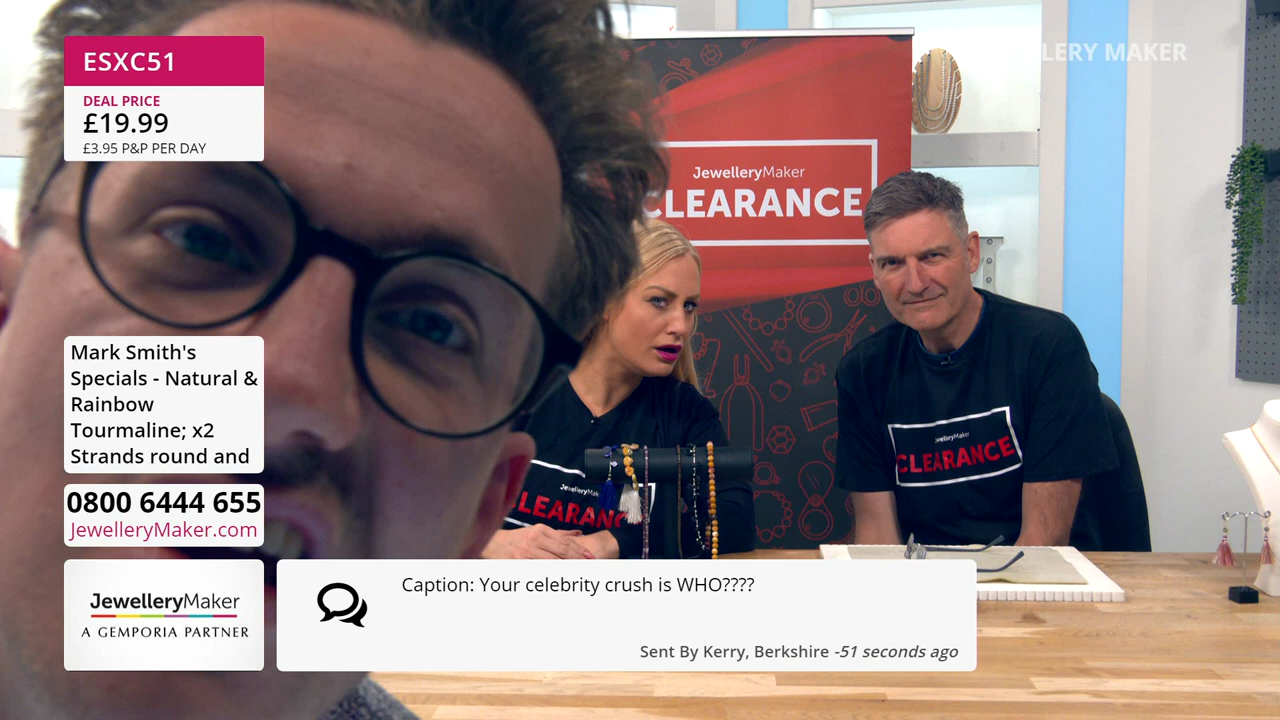 ESXC51
DEAL PRICE
£19.99
£3.95 P&P PER DAY
LERY MAKER
JewelleryMaker
CLEARANCE
Mark Smith's
Specials - Natural &
Rainbow
Tourmaline; x2
Strands round and
0800 6444 655
JewelleryMaker.com
JewelleryMaker
CLEARANCE
JewelleryMaker
A GEMPORIA PARTNER
Caption: Your celebrity crush is WHO????
Sent By Kerry, Berkshire -51 seconds ago